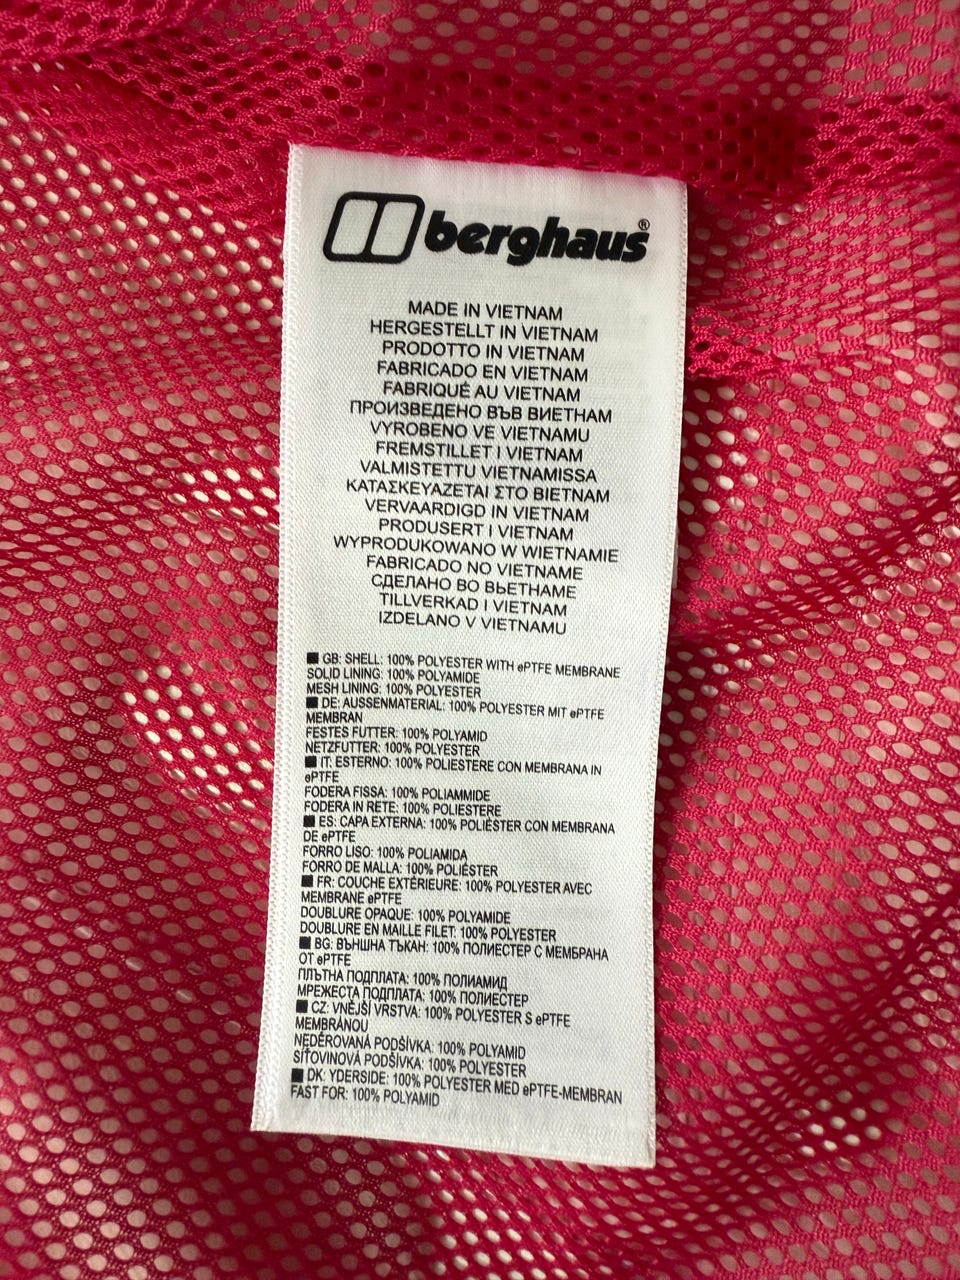 berghaus®
MADE IN VIETNAM
HERGESTELLT IN VIETNAM
PRODOTTO IN VIETNAM
FABRICADO EN VIETNAM
FABRIQUÉ AU VIETNAM
ПРОИЗВЕДЕНО ВЪВ ВИЕТНАМ
VYROBENO VE VIETNAMU
FREMSTILLET I VIETNAM
VALMISTETTU VIETNAMISSA
ΚΑΤΑΣΚΕΥΑΖΕΤΑΙ ΣΤΟ ΒΙΕΤΝΑΜ
VERVAARDIGD IN VIETNAM
PRODUSERT I VIETNAM
WYPRODUKOWANO W WIETNAMIE
FABRICADO NO VIETNAME
СДЕЛАНО ВО ВЬЕТНАМЕ
TILLVERKAD I VIETNAM
IZDELANO V VIETNAMU
■ GB: SHELL: 100% POLYESTER WITH ePTFE MEMBRANE
SOLID LINING: 100% POLYAMIDE
MESH LINING: 100% POLYESTER
■ DE: AUSSENMATERIAL: 100% POLYESTER MIT ePTFE
MEMBRAN
FESTES FUTTER: 100% POLYAMID
NETZFUTTER: 100% POLYESTER
■ IT: ESTERNO: 100% POLIESTERE CON MEMBRANA IN
ePTFE
FODERA FISSA: 100% POLIAMMIDE
FODERA IN RETE: 100% POLIESTERE
■ ES: CAPA EXTERNA: 100% POLIÉSTER CON MEMBRANA
DE ePTFE
FORRO LISO: 100% POLIAMIDA
FORRO DE MALLA: 100% POLIÉSTER
■ FR: COUCHE EXTÉRIEURE: 100% POLYESTER AVEC
MEMBRANE ePTFE
DOUBLURE OPAQUE: 100% POLYAMIDE
DOUBLURE EN MAILLE FILET: 100% POLYESTER
■ BG: ВЪНШНА ТЪКАН: 100% ПОЛИЕСТЕР С МЕМБРАНА
ОТ ePTFE
ПЛЪТНА ПОДПЛАТА: 100% ПОЛИАМИД
МРЕЖЕСТА ПОДПЛАТА: 100% ПОЛИЕСТЕР
■ CZ: VNĚJŠÍ VRSTVA: 100% POLYESTER S ePTFE
MEMBRÁNOU
NEDĚROVANÁ PODŠÍVKA: 100% POLYAMID
SÍŤOVINOVÁ PODŠÍVKA: 100% POLYESTER
■ DK: YDERSIDE: 100% POLYESTER MED ePTFE-MEMBRAN
FAST FOR: 100% POLYAMID